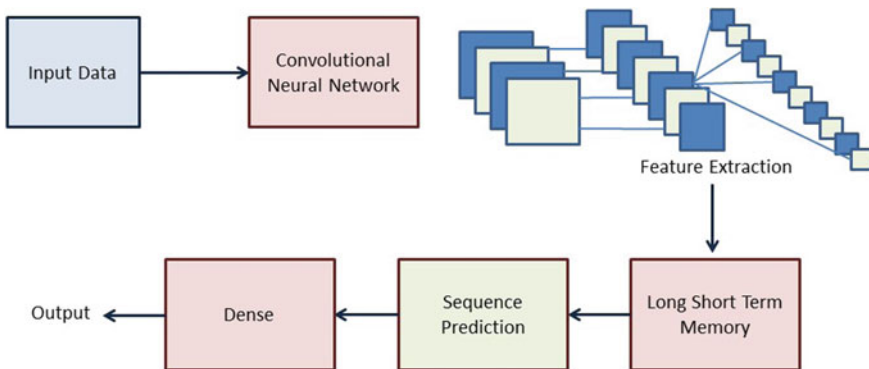 Input Data
Convolutional
Neural Network
Feature Extraction
Output
Dense
Sequence
Prediction
Long Short Term
Memory